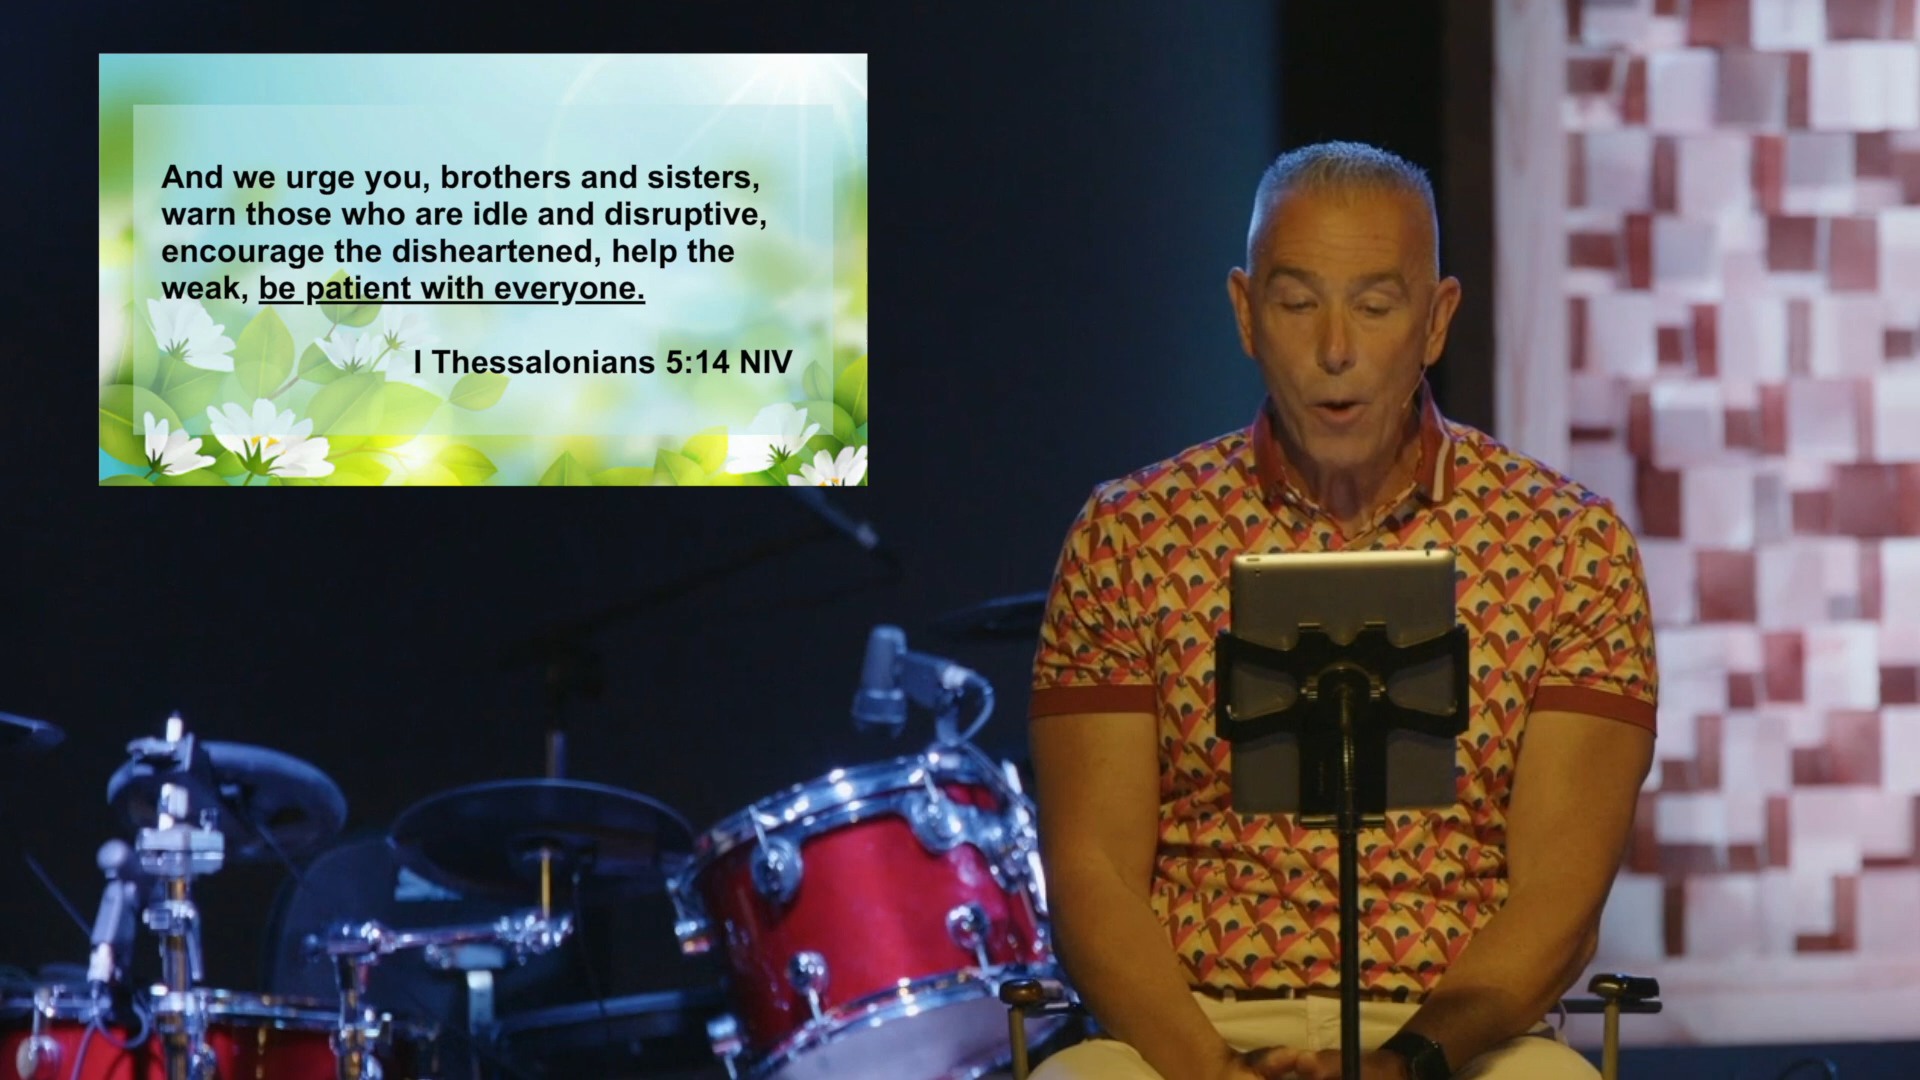 And we urge you, brothers and sisters,
warn those who are idle and disruptive,
encourage the disheartened, help the
weak, be patient with everyone.
I Thessalonians 5:14 NIV